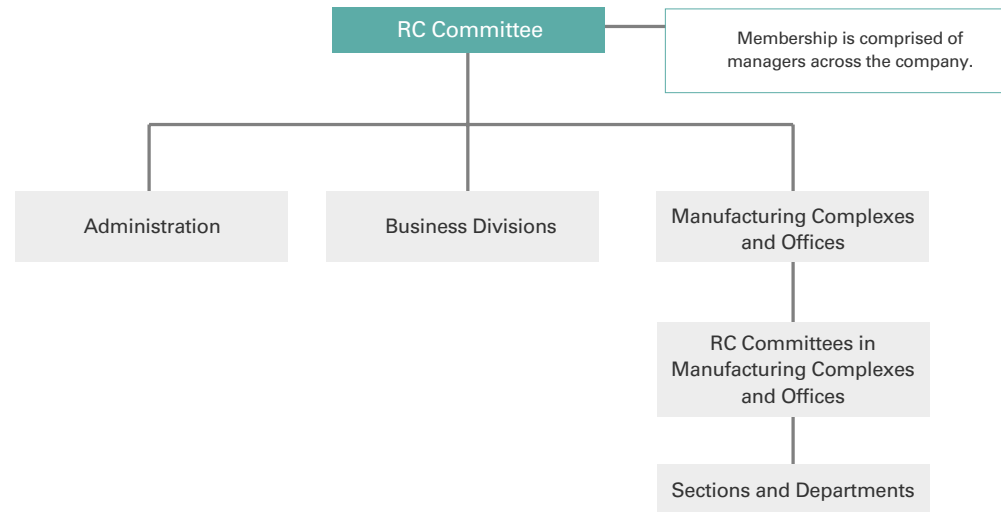 RC Committee
Membership is comprised of
managers across the company.
Administration
Business Divisions
Manufacturing Complexes
and Offices
RC Committees in
Manufacturing Complexes
and Offices
Sections and Departments